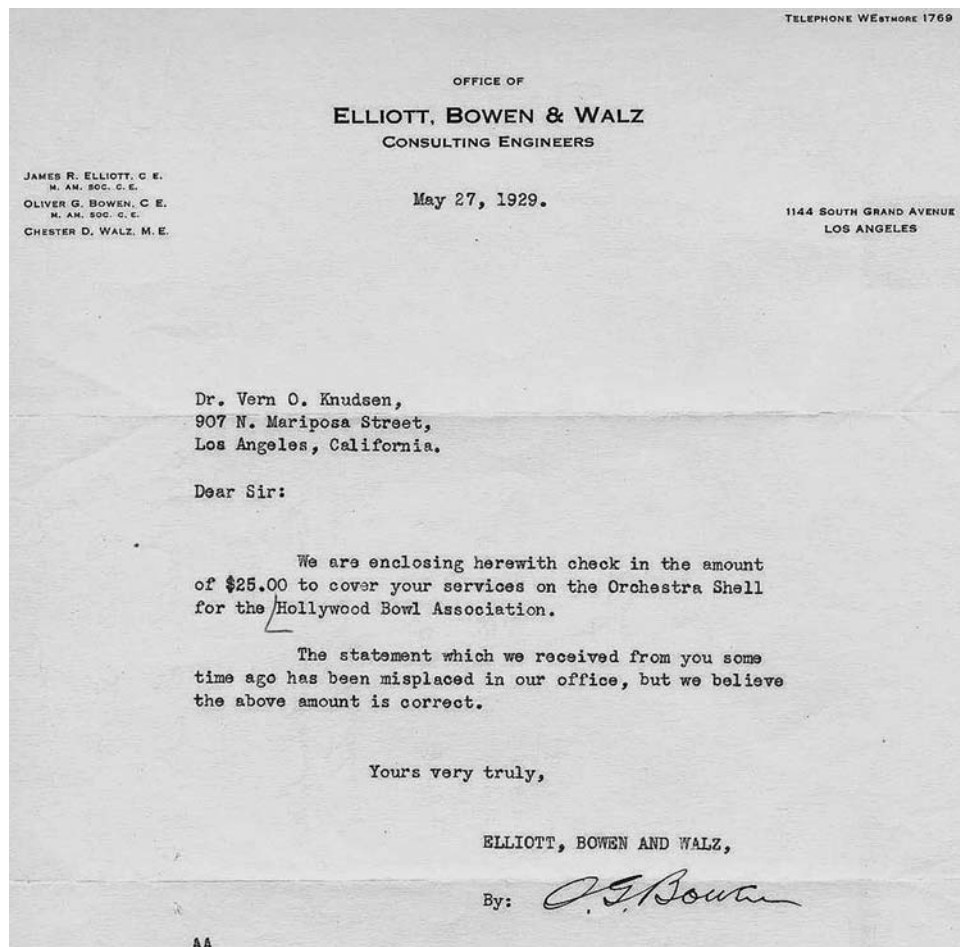 TELEPHONE WESTMORE 1769
OFFICE OF
ELLIOTT, BOWEN & WALZ
CONSULTING ENGINEERS
JAMES R. ELLIOTT, C E.
M. AM. SOC. C. E.
OLIVER G. BOWEN, C E.
M. AM. SOC. C. E.
CHESTER D. WALZ, M. E.
May 27, 1929.
1144 SOUTH GRAND AVENUE
LOS ANGELES
Dr. Vern O. Knudsen,
907 N. Mariposa Street,
Los Angeles, California.
Dear Sir:
We are enclosing herewith check in the amount
of $25.00 to cover your services on the Orchestra Shell
for the Hollywood Bowl Association.
The statement which we received from you some
time ago has been misplaced in our office, but we believe
the above amount is correct.
Yours very truly,
ELLIOTT, BOWEN AND WALZ,
By: O.G. Bowen
AA